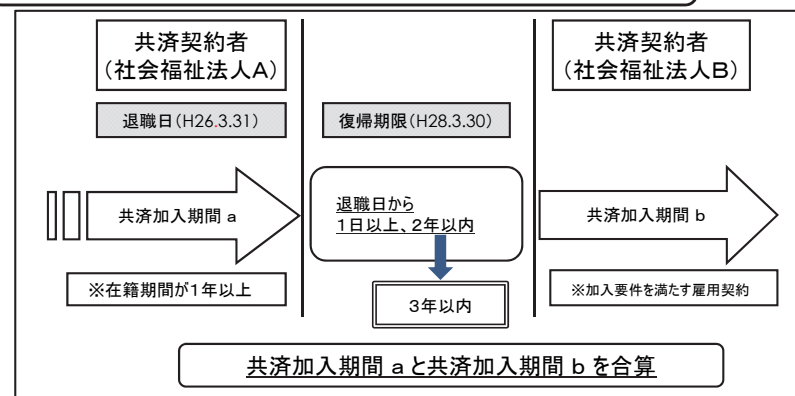 共済契約者
（社会福祉法人A）
共済契約者
（社会福祉法人B）
退職日（H26.3.31）
復帰期限（H28.3.30）
共済加入期間 a
退職日から
1日以上、2年以内
共済加入期間 b
※在籍期間が1年以上
3年以内
※加入要件を満たす雇用契約
共済加入期間 a と共済加入期間 b を合算